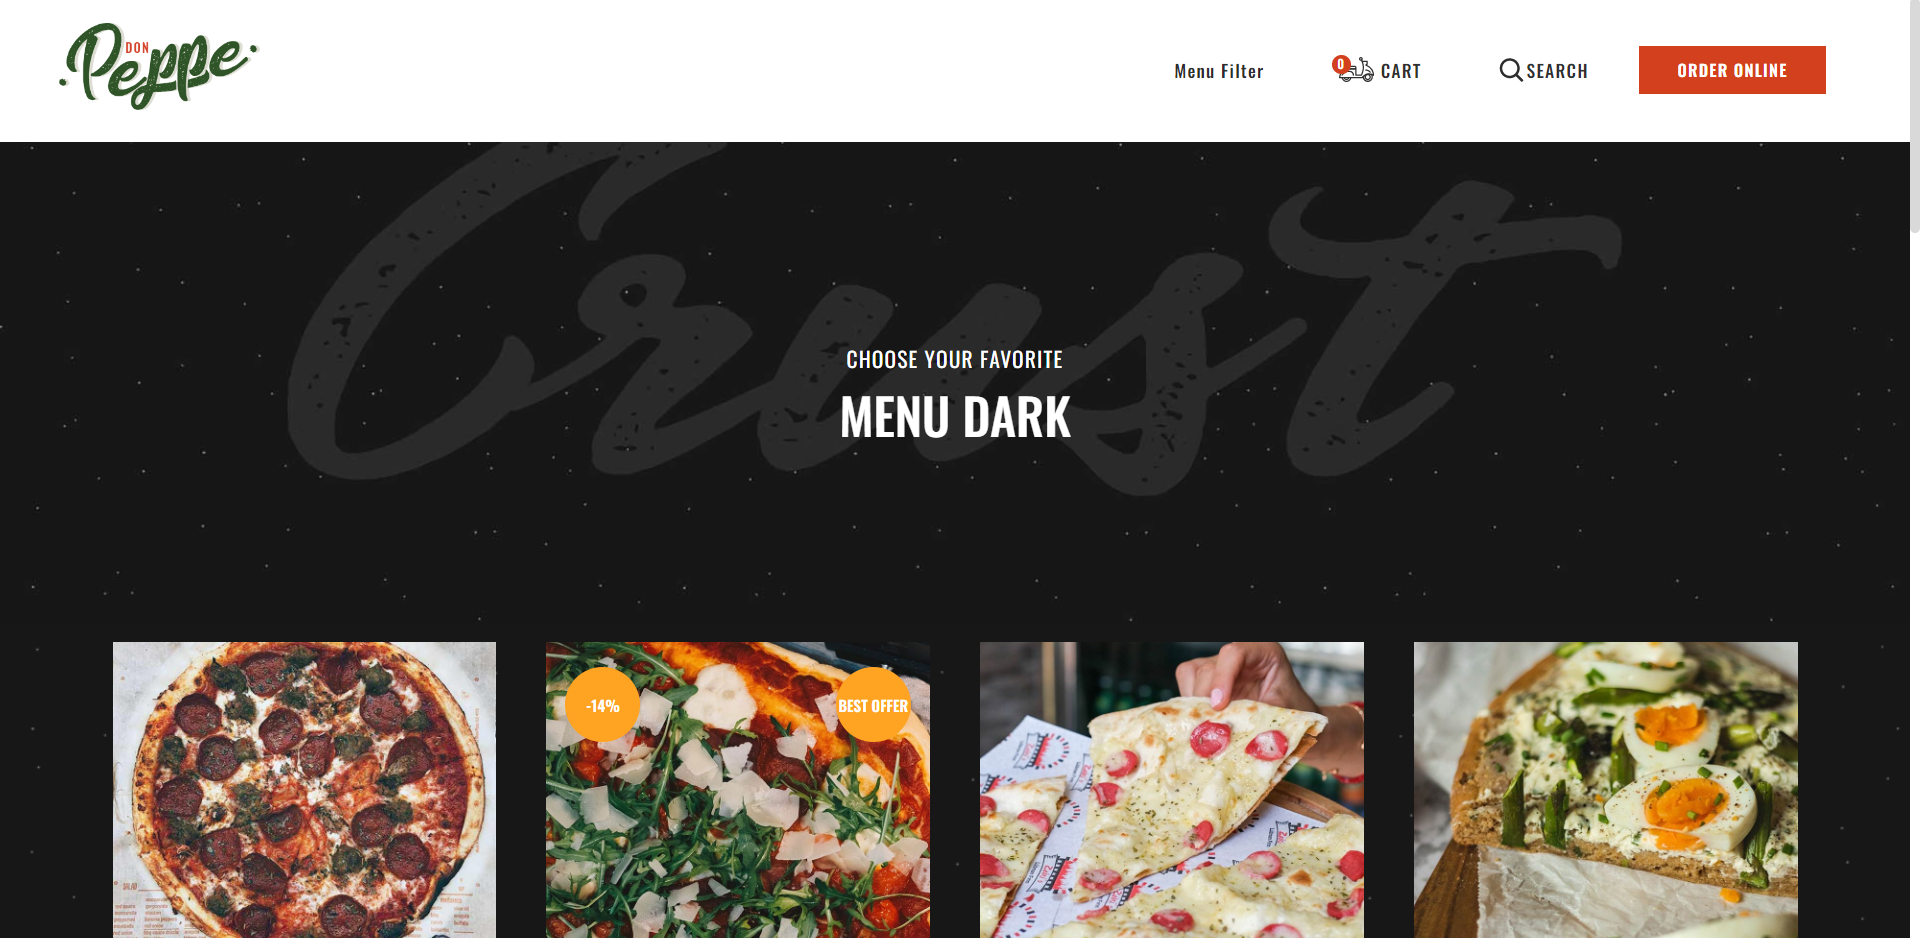 DON
Peppe
Menu Filter
0
CART
SEARCH
ORDER ONLINE
Crust
CHOOSE YOUR FAVORITE
MENU DARK
-14%
BEST OFFER